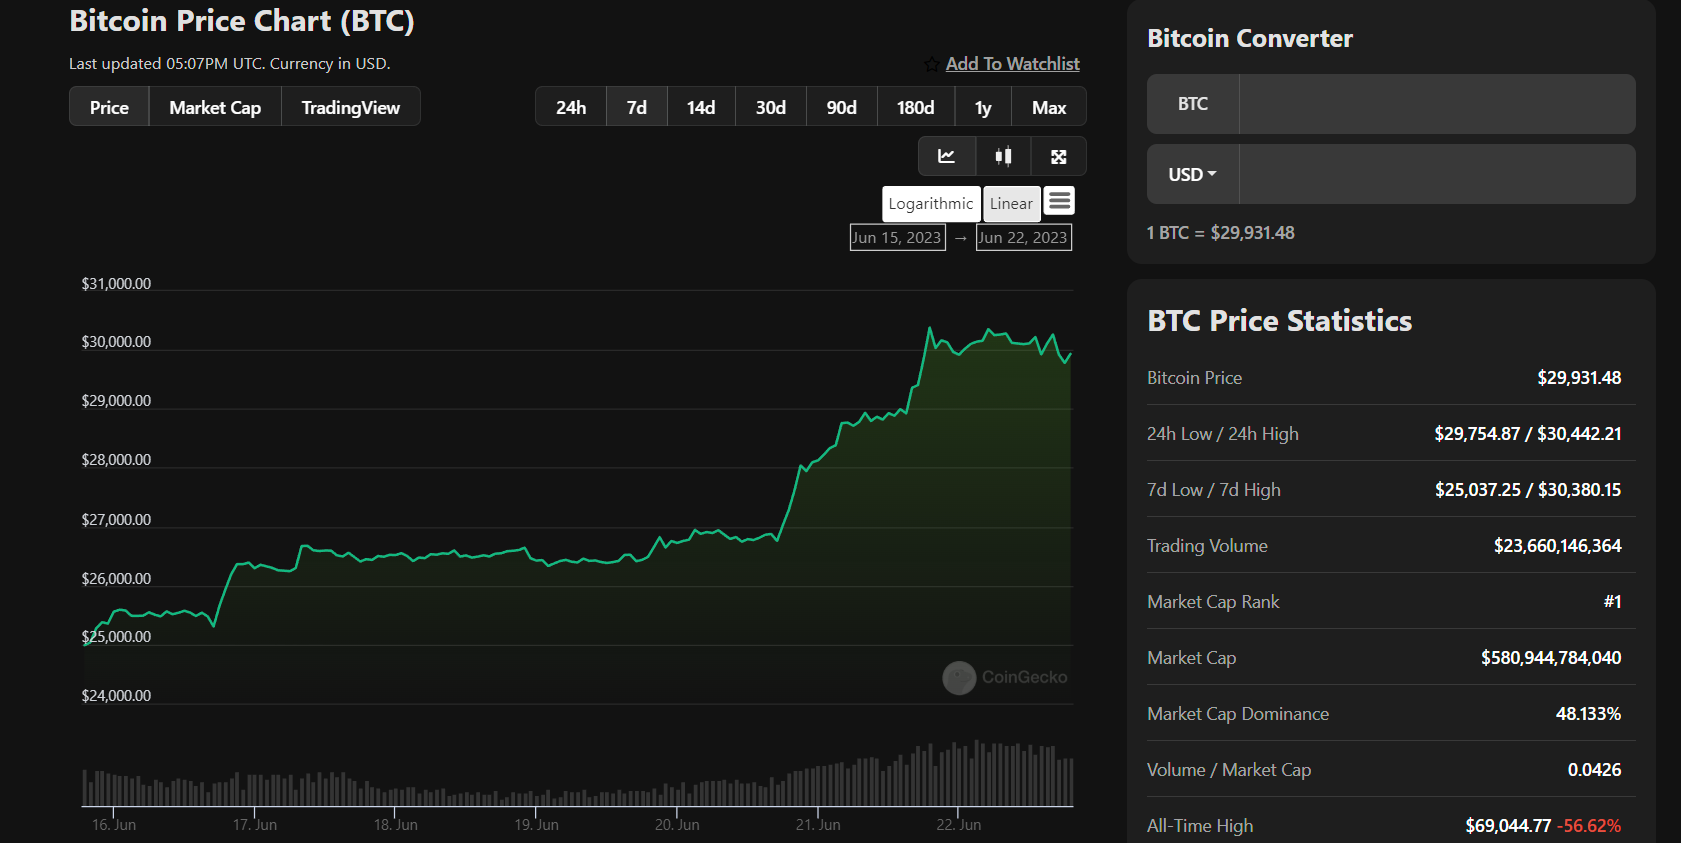 Bitcoin Price Chart (BTC)
Last updated 05:07PM UTC. Currency in USD.
Add To Watchlist
Price Market Cap TradingView
24h 7d 14d 30d 90d 180d 1y Max
Logarithmic Linear
Jun 15, 2023 → Jun 22, 2023
$31,000.00
$30,000.00
$29,000.00
$28,000.00
$27,000.00
$26,000.00
$25,000.00
$24,000.00
CoinGecko
16. Jun 17. Jun 18. Jun 19. Jun 20. Jun 21. Jun 22. Jun
Bitcoin Converter
BTC
USD
1 BTC = $29,931.48
BTC Price Statistics
Bitcoin Price $29,931.48
24h Low / 24h High $29,754.87 / $30,442.21
7d Low / 7d High $25,037.25 / $30,380.15
Trading Volume $23,660,146,364
Market Cap Rank #1
Market Cap $580,944,784,040
Market Cap Dominance 48.133%
Volume / Market Cap 0.0426
All-Time High $69,044.77 -56.62%